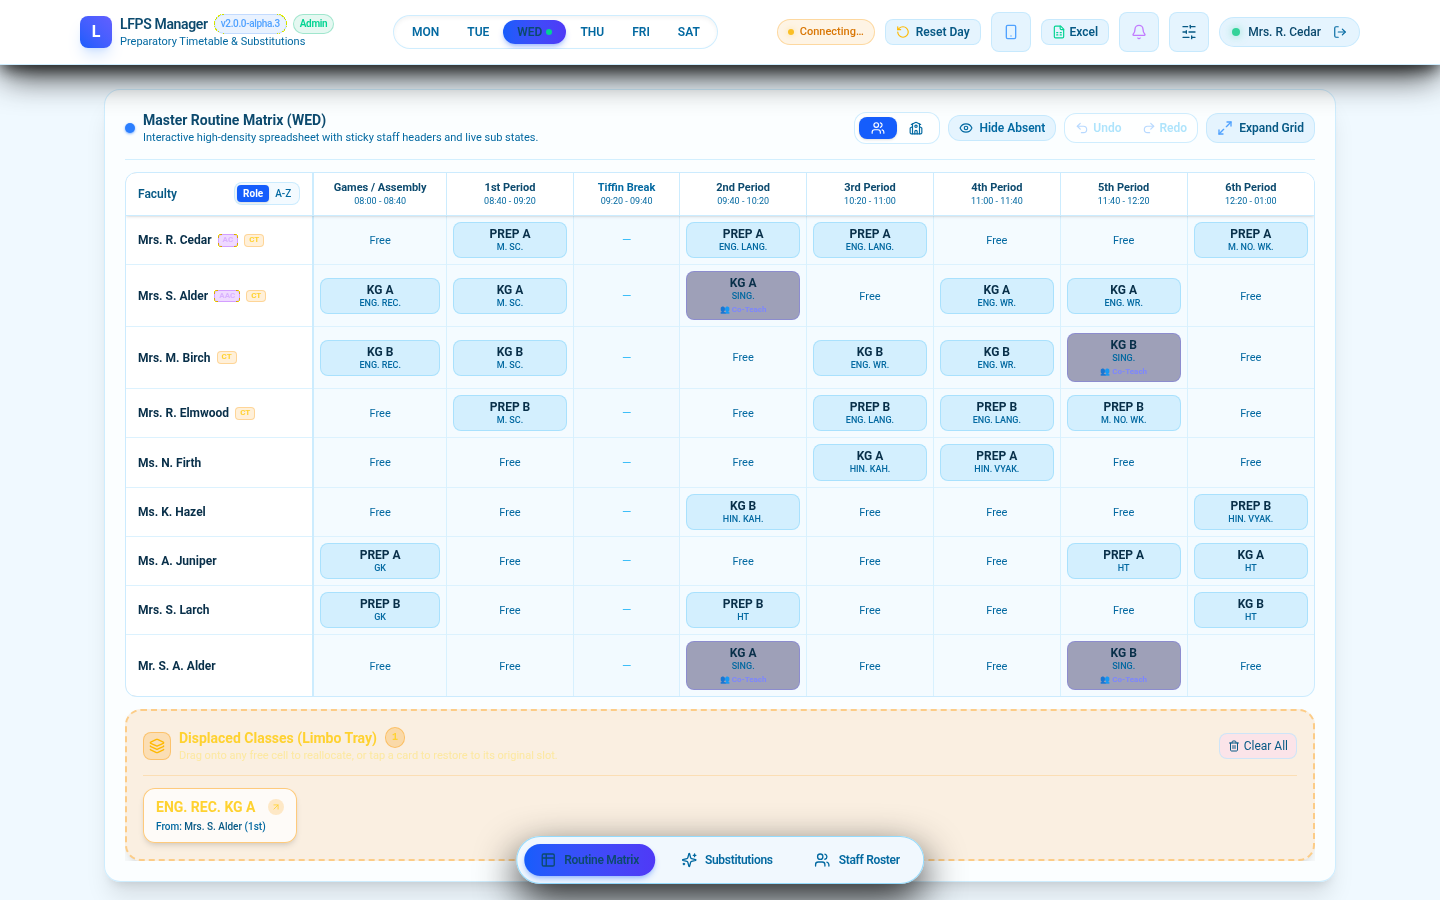 L
LFPS Manager v2.0.0-alpha.3 Admin
Preparatory Timetable & Substitutions
MON TUE WED THU FRI SAT
Connecting... Reset Day Excel Mrs. R. Cedar
Master Routine Matrix (WED)
Interactive high-density spreadsheet with sticky staff headers and live sub states.
Hide Absent Undo Redo Expand Grid
Faculty Role A-Z
Games / Assembly 1st Period Tiffin Break 2nd Period 3rd Period 4th Period 5th Period 6th Period
08:00 - 08:40 08:40 - 09:20 09:20 - 09:40 09:40 - 10:20 10:20 - 11:00 11:00 - 11:40 11:40 - 12:20 12:20 - 01:00
Mrs. R. Cedar AC CT Free PREP A — PREP A PREP A Free Free PREP A
M. SC. ENG. LANG. ENG. LANG. M. NO. WK.
Mrs. S. Alder AAC CT KG A KG A — KG A Free KG A KG A Free
ENG. REC. M. SC. SING. ENG. WR. ENG. WR.
Co-Teach
Mrs. M. Birch CT KG B KG B — Free KG B KG B KG B Free
ENG. REC. M. SC. ENG. WR. ENG. WR. SING.
Co-Teach
Mrs. R. Elmwood CT Free PREP B — Free PREP B PREP B PREP B Free
M. SC. ENG. LANG. ENG. LANG. M. NO. WK.
Ms. N. Firth Free Free — Free KG A PREP A Free Free
HIN. KAH. HIN. VYAK.
Ms. K. Hazel Free Free — KG B Free Free Free PREP B
HIN. KAH. HIN. VYAK.
Ms. A. Juniper PREP A Free — Free Free Free PREP A KG A
GK HT HT
Mrs. S. Larch PREP B Free — PREP B Free Free Free KG B
GK HT HT
Mr. S. A. Alder Free Free — KG A Free Free KG B Free
SING. SING.
Co-Teach Co-Teach
Displaced Classes (Limbo Tray) 1
Drag onto any free cell to reallocate, or tap a card to restore to its original slot.
Clear All
ENG. REC. KG A
From: Mrs. S. Alder (1st)
Routine Matrix Substitutions Staff Roster